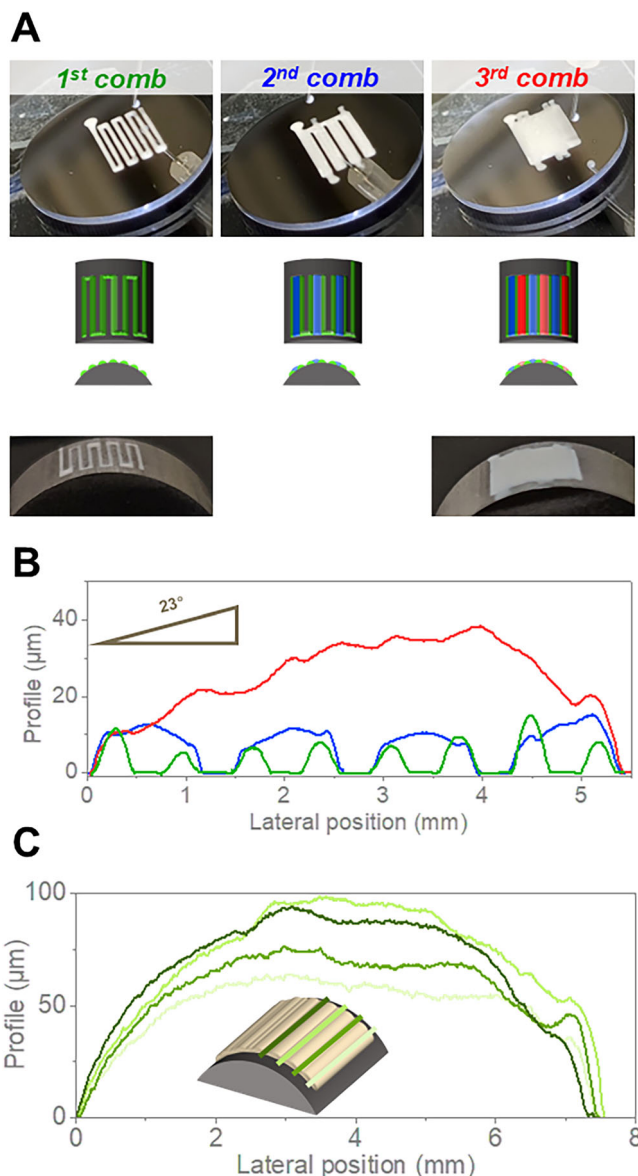 A
1st comb
2nd comb
3rd comb
B
Profile (µm)
40
20
0
23°
0 1 2 3 4 5
Lateral position (mm)
C
Profile (µm)
100
50
0
0 2 4 6 8
Lateral position (mm)